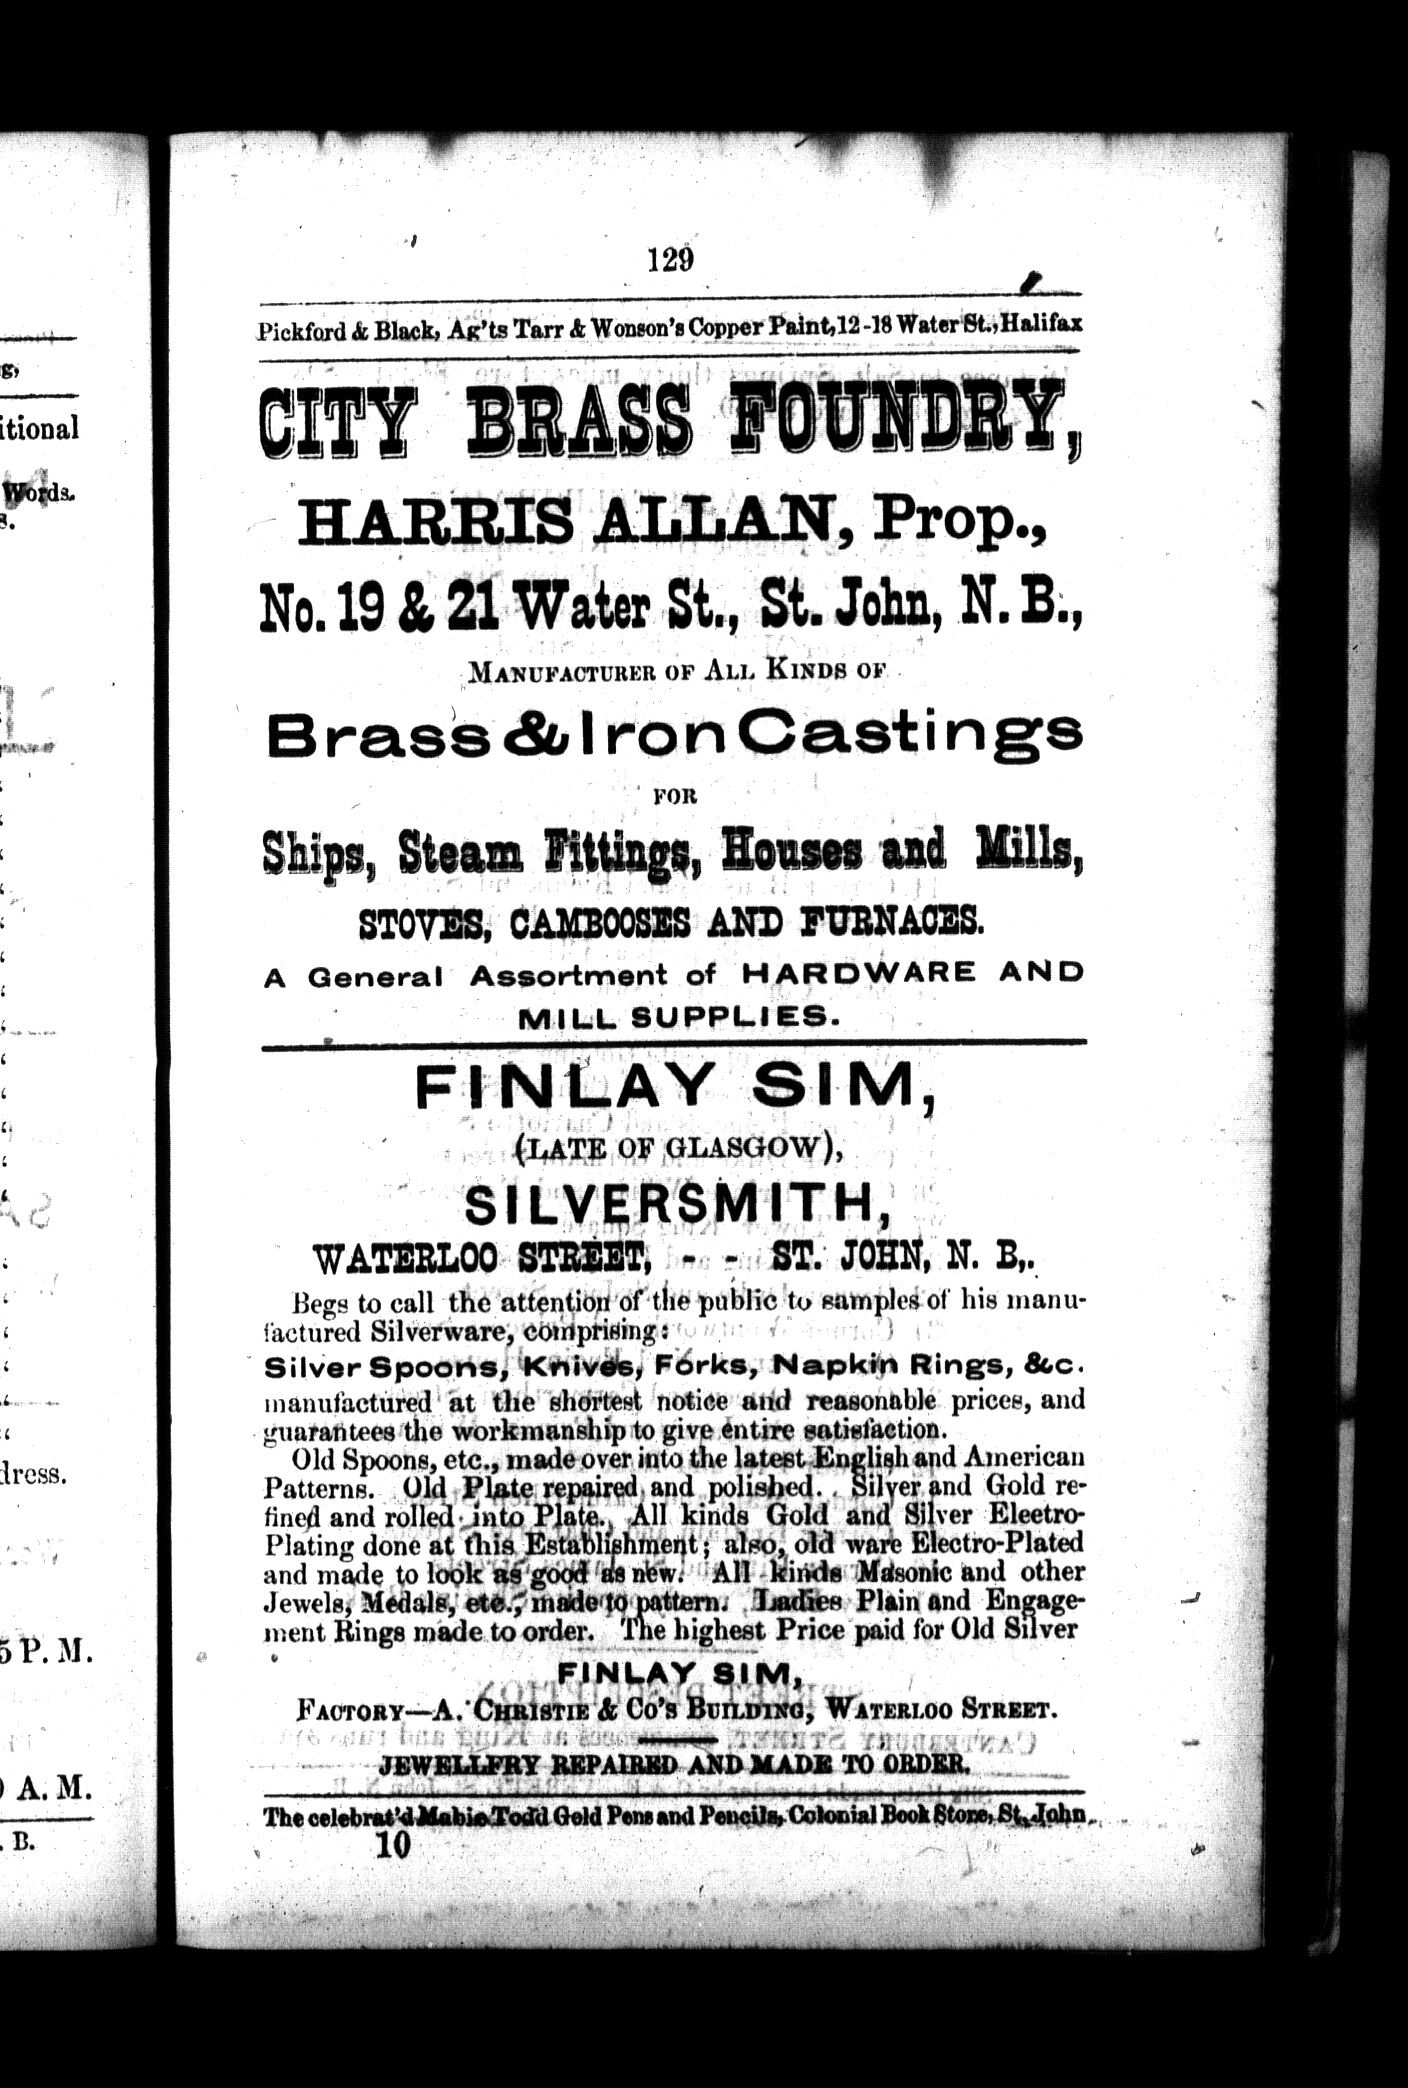 129
Pickford & Black, Ag'ts Tarr & Wonson's Copper Paint, 12-18 Water St., Halifax
CITY BRASS FOUNDRY,
HARRIS ALLAN, Prop.,
No. 19 & 21 Water St., St. John, N. B.,
MANUFACTURER OF ALL KINDS OF
Brass & Iron Castings
FOR
Ships, Steam Fittings, Houses and Mills,
STOVES, CAMBOOSES AND FURNACES.
A General Assortment of HARDWARE AND
MILL SUPPLIES.
FINLAY SIM,
(LATE OF GLASGOW),
SILVERSMITH,
WATERLOO STREET, - - ST. JOHN, N. B,.
Begs to call the attention of the public to samples of his manu-
factured Silverware, comprising:
Silver Spoons, Knives, Forks, Napkin Rings, &c.
manufactured at the shortest notice and reasonable prices, and
guarantees the workmanship to give entire satisfaction.
Old Spoons, etc., made over into the latest English and American
Patterns. Old Plate repaired and polished. Silver and Gold re-
fined and rolled into Plate. All kinds Gold and Silver Electro-
Plating done at this Establishment; also, old ware Electro-Plated
and made to look as good as new. All kinds Masonic and other
Jewels, Medals, etc., made to pattern. Ladies Plain and Engage-
ment Rings made to order. The highest Price paid for Old Silver
FINLAY SIM,
FACTORY—A. CHRISTIE & CO'S BUILDING, WATERLOO STREET.
JEWELLERY REPAIRED AND MADE TO ORDER.
The celebrat'd Mabie Todd Gold Pens and Pencils, Colonial Book Store, St. John.
10
itional
Words.
dress.
5 P. M.
A. M.
. B.